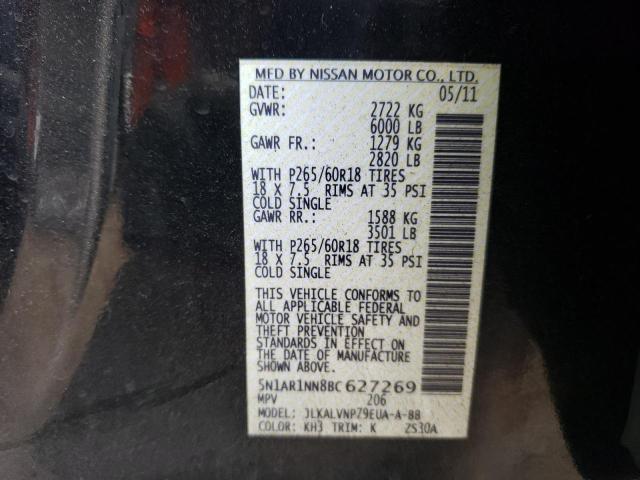 MFD BY NISSAN MOTOR CO., LTD.
DATE: 05/11
GVWR: 2722 KG
6000 LB
GAWR FR.: 1279 KG
2820 LB
WITH P265/60R18 TIRES
18 X 7.5 RIMS AT 35 PSI
COLD SINGLE
GAWR RR.: 1588 KG
3501 LB
WITH P265/60R18 TIRES
18 X 7.5 RIMS AT 35 PSI
COLD SINGLE
THIS VEHICLE CONFORMS TO
ALL APPLICABLE FEDERAL
MOTOR VEHICLE SAFETY AND
THEFT PREVENTION
STANDARDS IN EFFECT ON
THE DATE OF MANUFACTURE
SHOWN ABOVE.
5N1AR1NN8BC627269
MPV 206
MODEL: JLKALVNPZ9EUA-A-88
COLOR: KH3 TRIM: K ZS30A